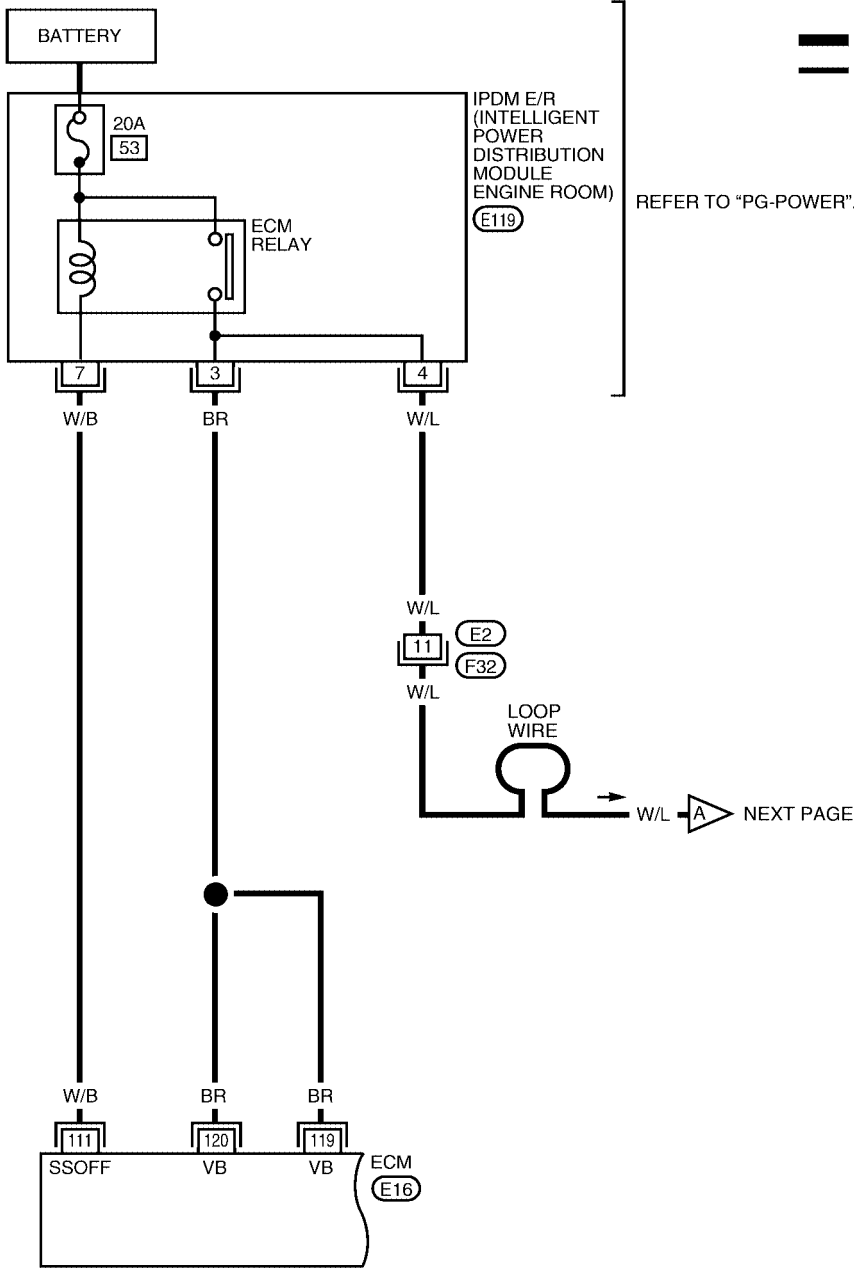 BATTERY
20A
53
IPDM E/R
(INTELLIGENT
POWER
DISTRIBUTION
MODULE
ENGINE ROOM)
E119
REFER TO "PG-POWER".
ECM
RELAY
7
3
4
W/B
BR
W/L
W/L
11
E2
F32
W/L
LOOP
WIRE
W/L
A
NEXT PAGE
W/B
BR
BR
111
120
119
SSOFF
VB
VB
ECM
E16